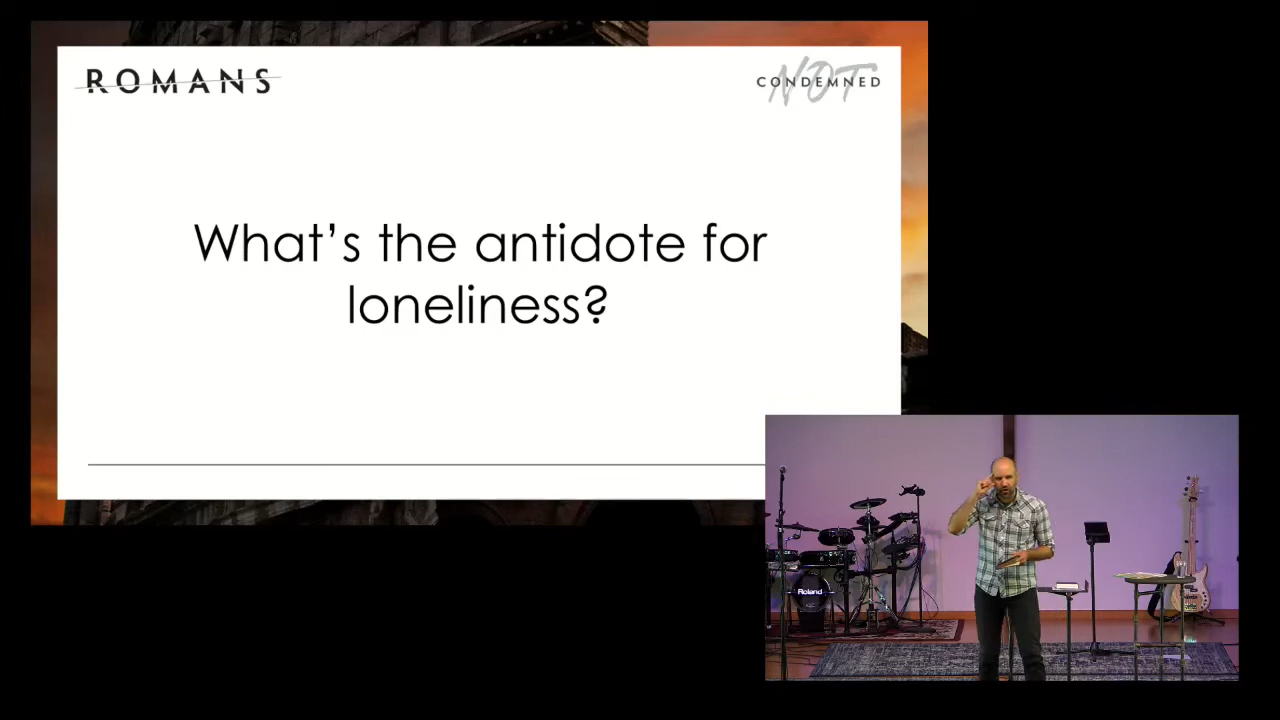 ROMANS
CONDEMNED
NOT
What's the antidote for
loneliness?
Roland